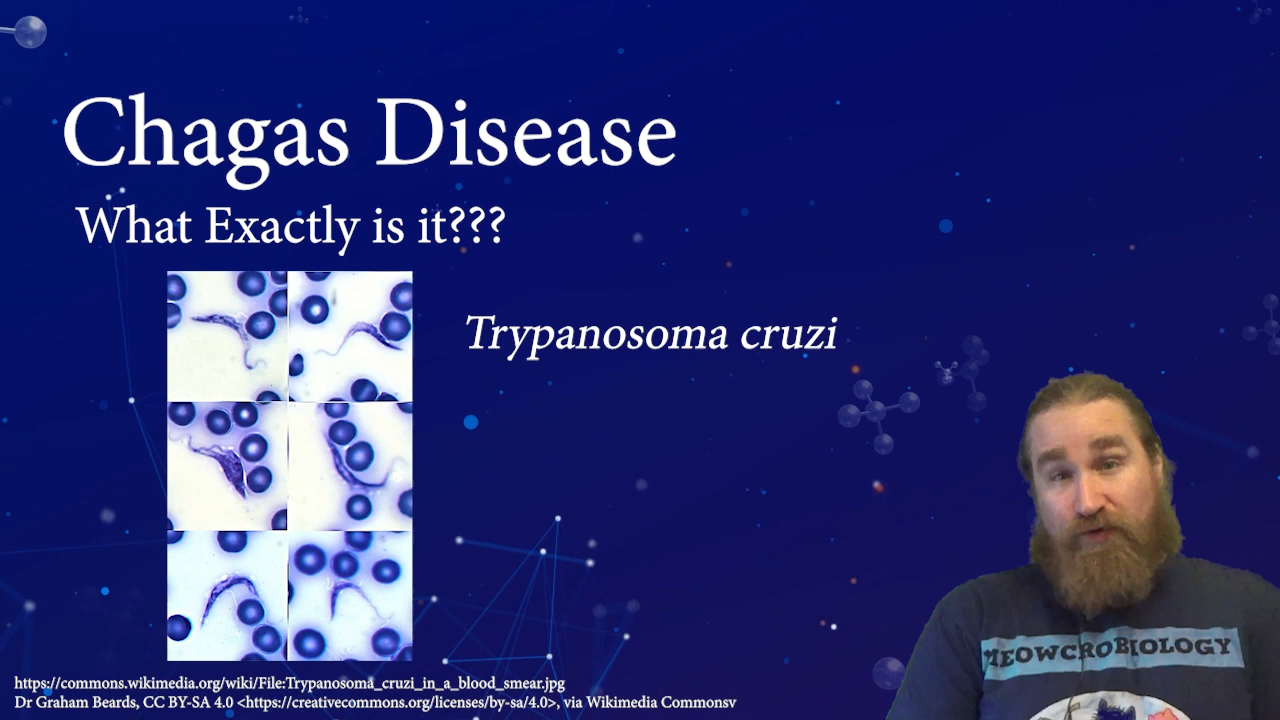 Chagas Disease
What Exactly is it???
Trypanosoma cruzi
MEOWCROBIOLOGY
https://commons.wikimedia.org/wiki/File:Trypanosoma_cruzi_in_a_blood_smear.jpg
Dr Graham Beards, CC BY-SA 4.0 <https://creativecommons.org/licenses/by-sa/4.0>, via Wikimedia Commonsv